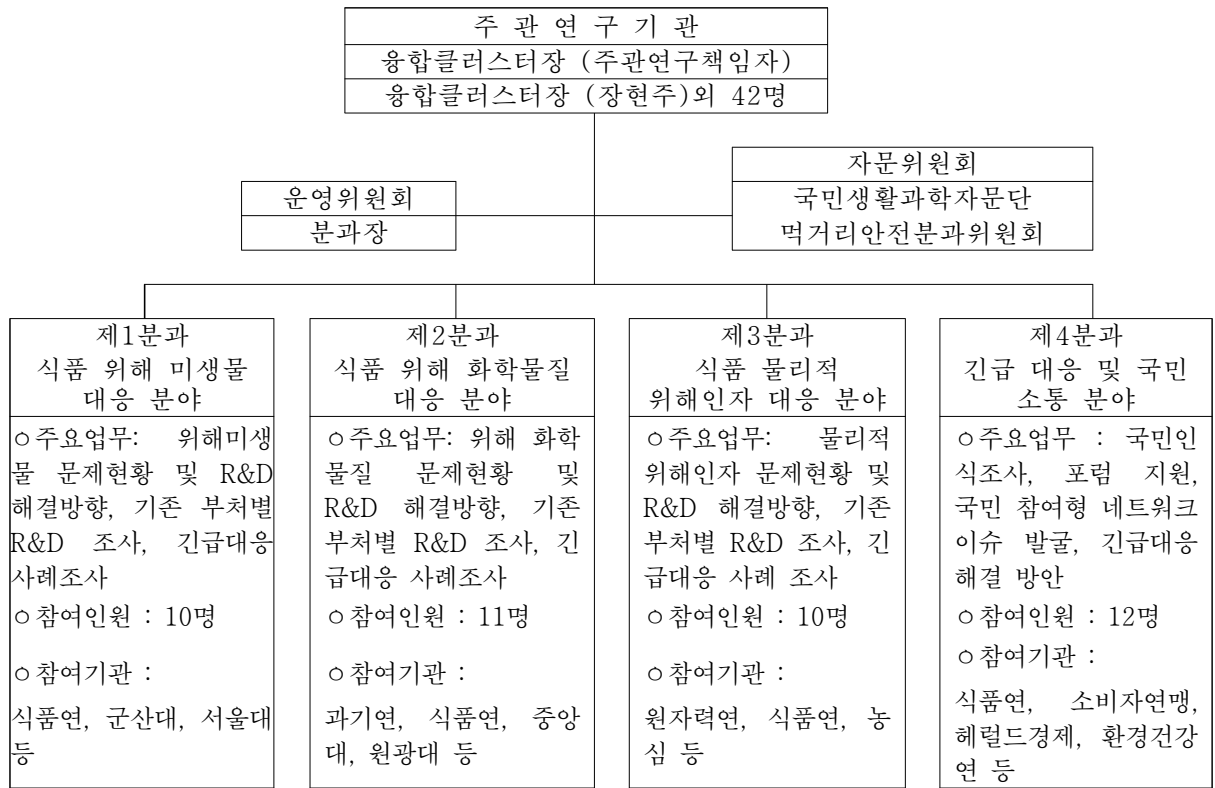 주 관 연 구 기 관
융합클러스터장 (주관연구책임자)
융합클러스터장 (장현주)외 42명
운영위원회
분과장
자문위원회
국민생활과학자문단
먹거리안전분과위원회
제1분과
식품 위해 미생물
대응 분야
ㅇ주요업무: 위해미생
물 문제현황 및 R&D
해결방향, 기존 부처별
R&D 조사, 긴급대응
사례조사
ㅇ참여인원 : 10명
ㅇ참여기관 :
식품연, 군산대, 서울대
등
제2분과
식품 위해 화학물질
대응 분야
ㅇ주요업무: 위해 화학
물질 문제현황 및
R&D 해결방향, 기존
부처별 R&D 조사, 긴
급대응 사례조사
ㅇ참여인원 : 11명
ㅇ참여기관 :
과기연, 식품연, 중앙
대, 원광대 등
제3분과
식품 물리적
위해인자 대응 분야
ㅇ주요업무: 물리적
위해인자 문제현황 및
R&D 해결방향, 기존
부처별 R&D 조사, 긴
급대응 사례 조사
ㅇ참여인원 : 10명
ㅇ참여기관 :
원자력연, 식품연, 농
심 등
제4분과
긴급 대응 및 국민
소통 분야
ㅇ주요업무 : 국민인
식조사, 포럼 지원,
국민 참여형 네트워크
이슈 발굴, 긴급대응
해결 방안
ㅇ참여인원 : 12명
ㅇ참여기관 :
식품연, 소비자연맹,
헤럴드경제, 환경건강
연 등